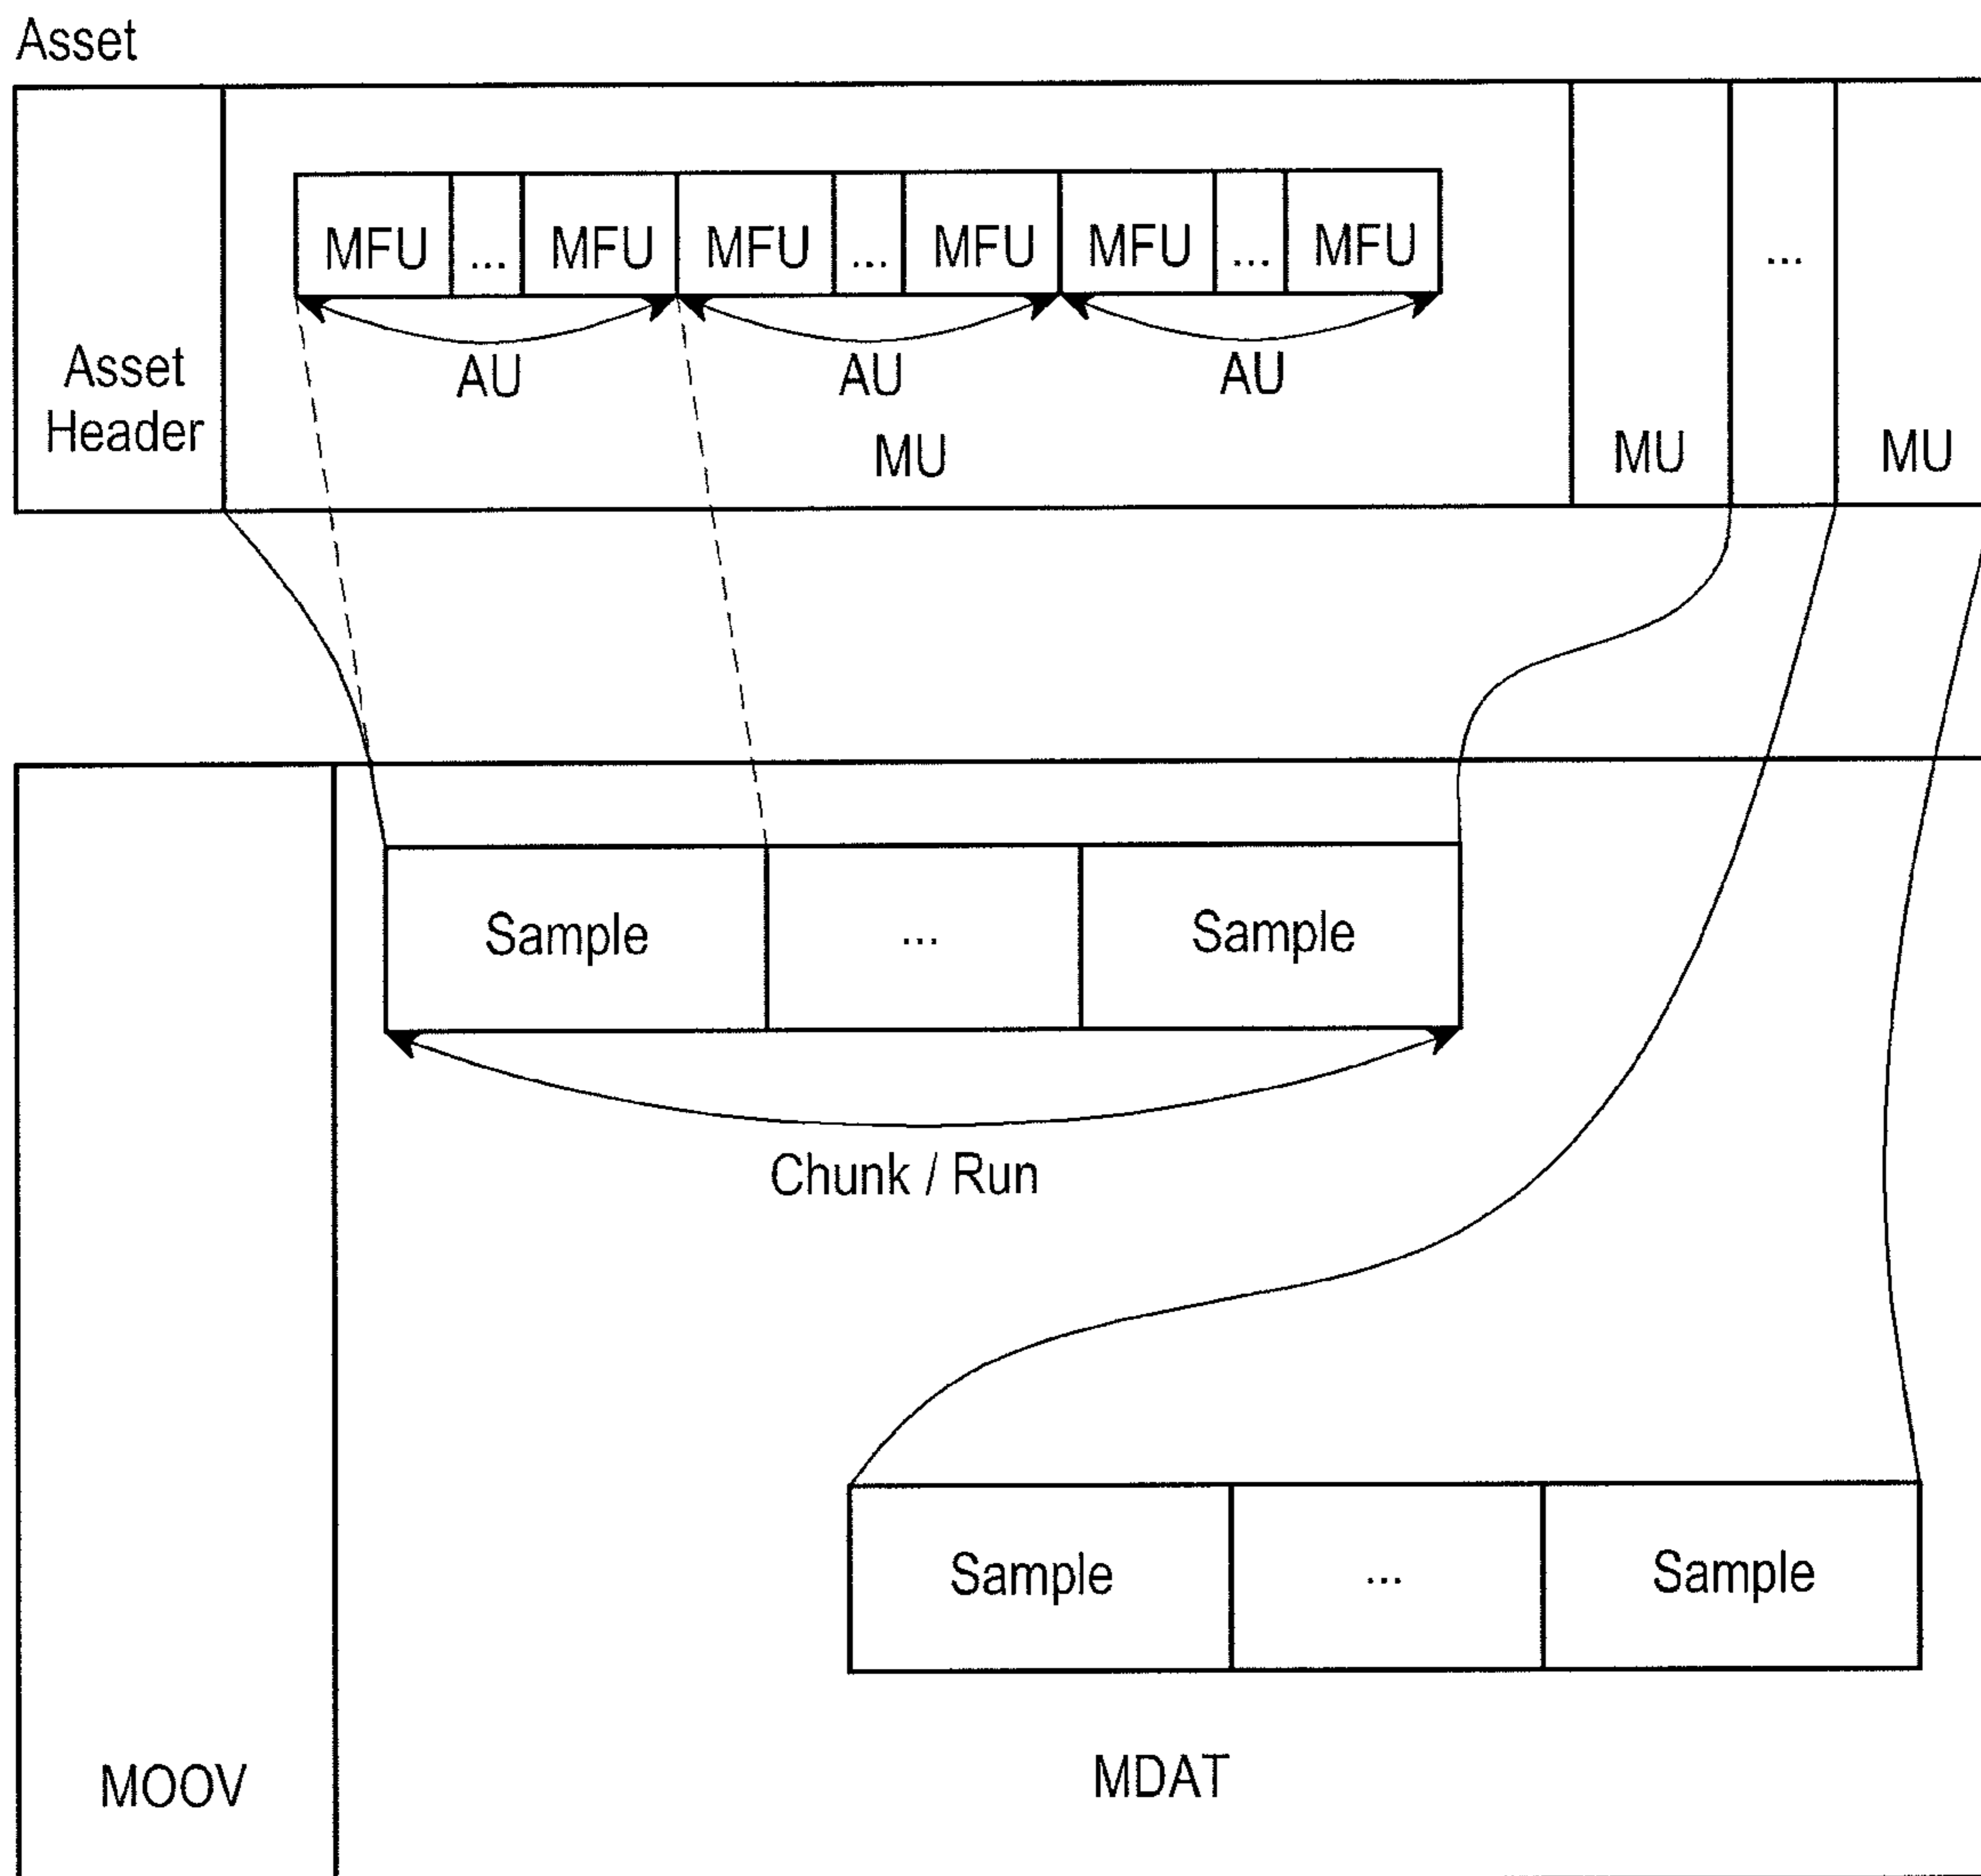 Asset
MFU ... MFU MFU ... MFU MFU ... MFU
...
Asset
Header
AU AU AU
MU MU MU
Sample ... Sample
Chunk / Run
Sample ... Sample
MOOV MDAT